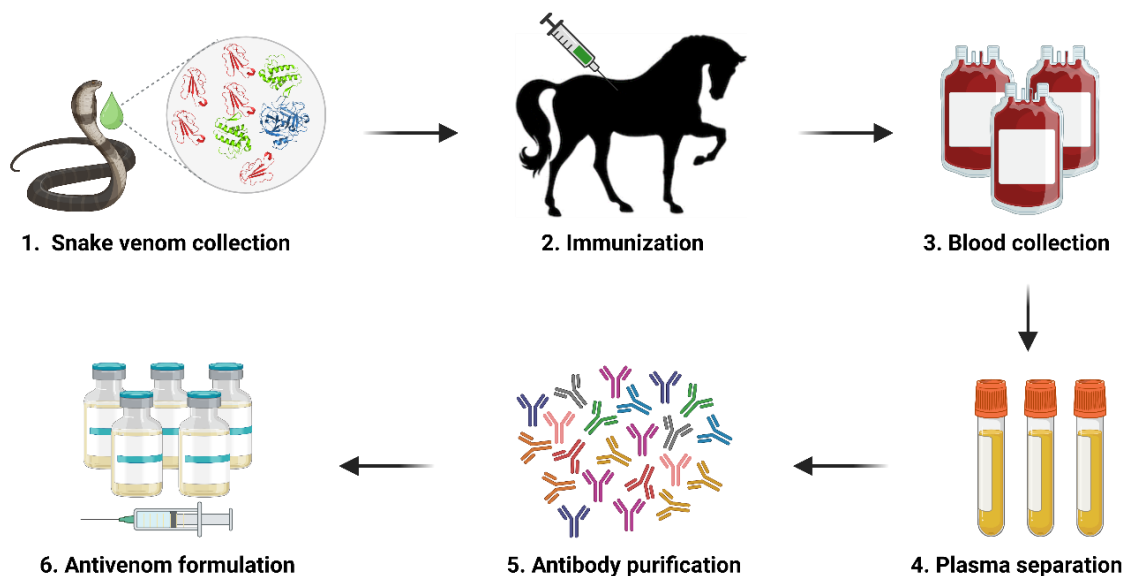 1. Snake venom collection
2. Immunization
3. Blood collection
4. Plasma separation
5. Antibody purification
6. Antivenom formulation